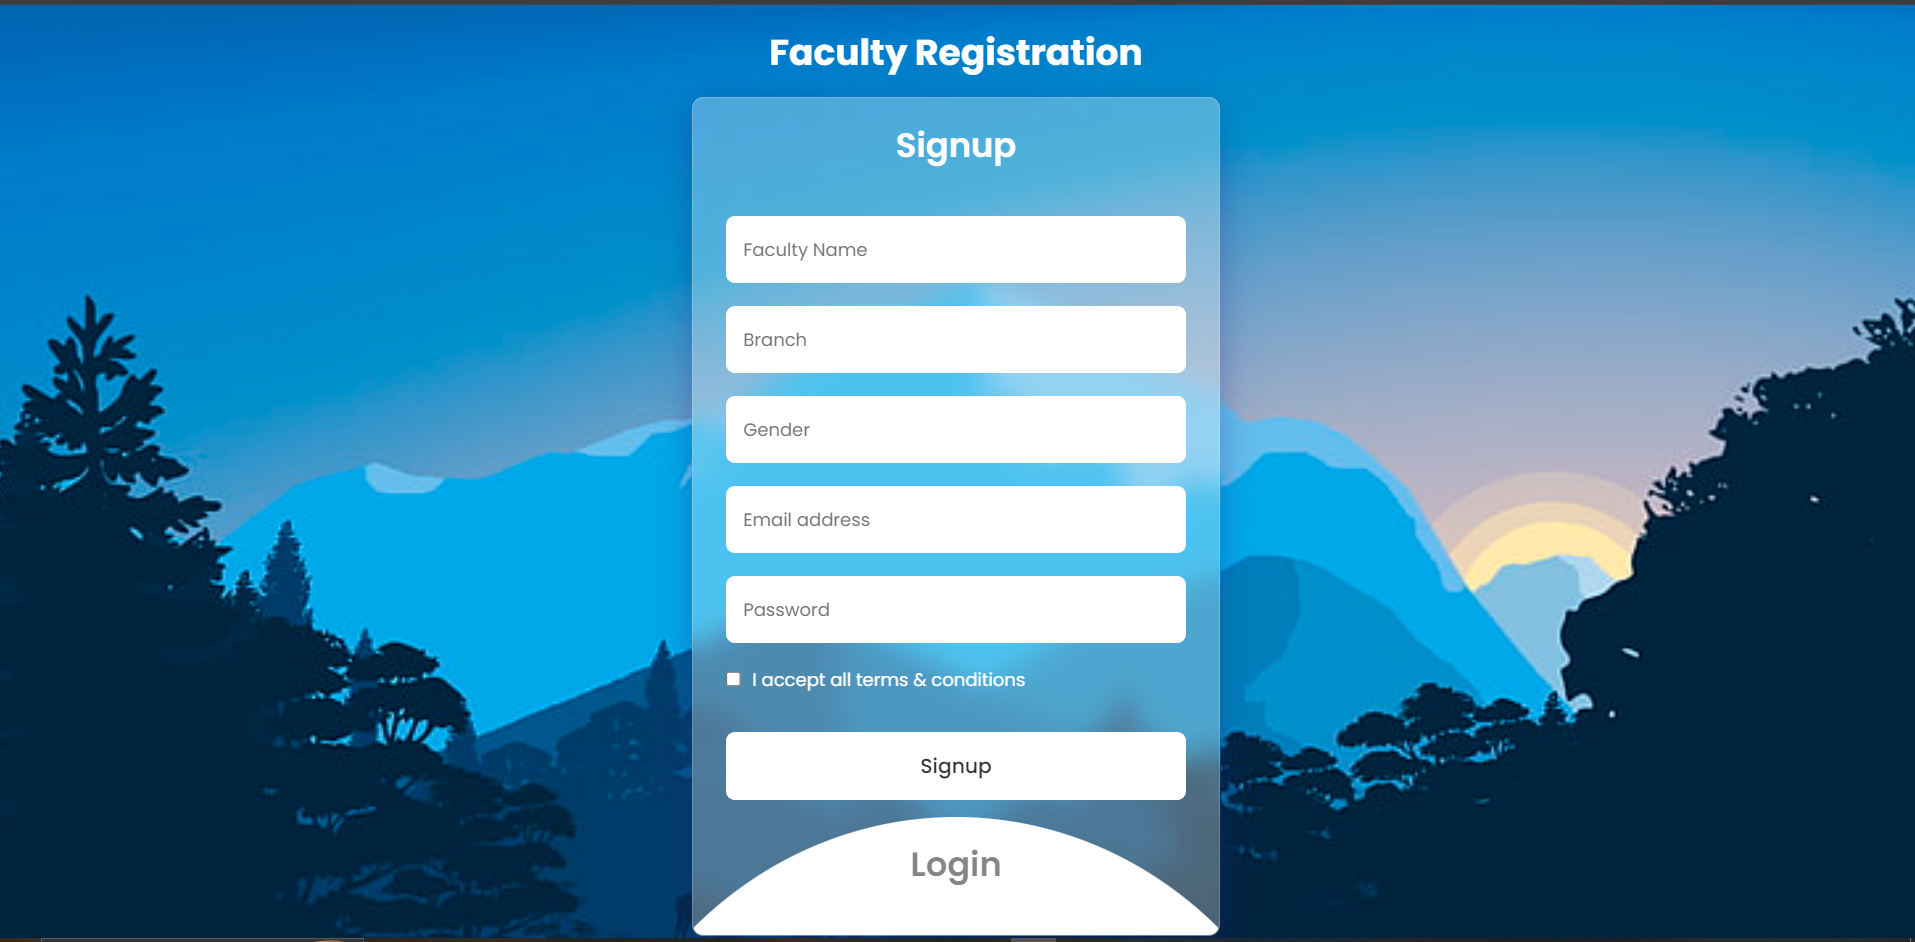 Faculty Registration
Signup
Faculty Name
Branch
Gender
Email address
Password
I accept all terms & conditions
Signup
Login